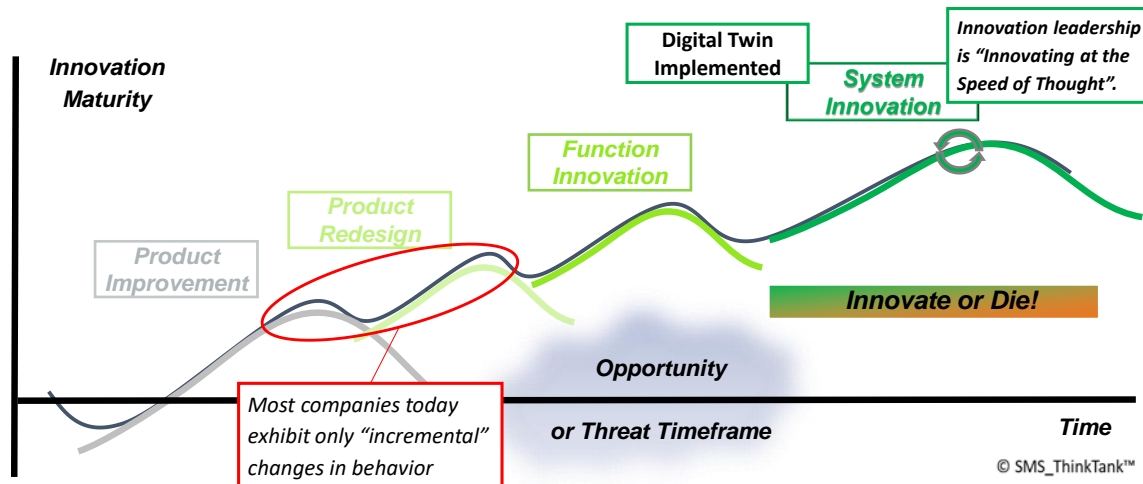 Innovation
Maturity
Digital Twin
Implemented
System
Innovation
Innovation leadership
is “Innovating at the
Speed of Thought”.
Function
Innovation
Product
Redesign
Product
Improvement
Innovate or Die!
Opportunity
or Threat Timeframe
Most companies today
exhibit only “incremental”
changes in behavior
Time
© SMS_ThinkTank™